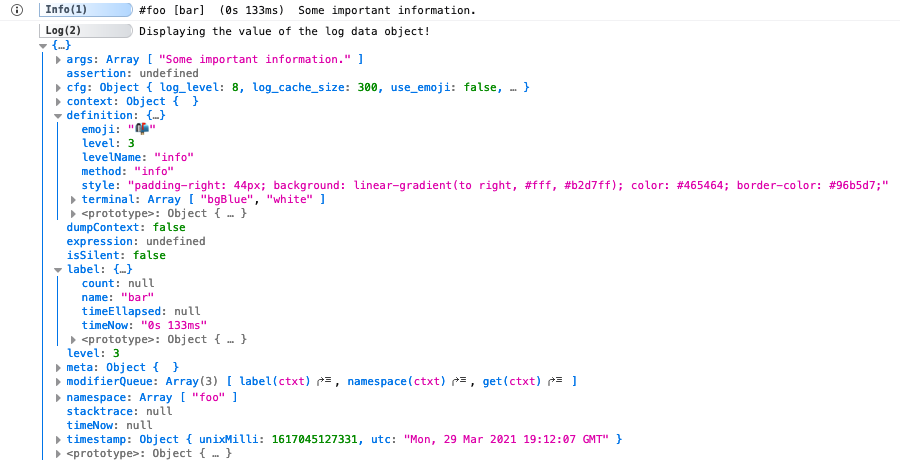 Info(1) #foo [bar] (0s 133ms) Some important information.
Log(2) Displaying the value of the log data object!
{…}
args: Array [ "Some important information." ]
assertion: undefined
cfg: Object { log_level: 8, log_cache_size: 300, use_emoji: false, … }
context: Object { }
definition: {…}
emoji: "📬"
level: 3
levelName: "info"
method: "info"
style: "padding-right: 44px; background: linear-gradient(to right, #fff, #b2d7ff); color: #465464; border-color: #96b5d7;"
terminal: Array [ "bgBlue", "white" ]
<prototype>: Object { … }
dumpContext: false
expression: undefined
isSilent: false
label: {…}
count: null
name: "bar"
timeEllapsed: null
timeNow: "0s 133ms"
<prototype>: Object { … }
level: 3
meta: Object { }
modifierQueue: Array(3) [ label(ctxt), namespace(ctxt), get(ctxt) ]
namespace: Array [ "foo" ]
stacktrace: null
timeNow: null
timestamp: Object { unixMilli: 1617045127331, utc: "Mon, 29 Mar 2021 19:12:07 GMT" }
<prototype>: Object { … }